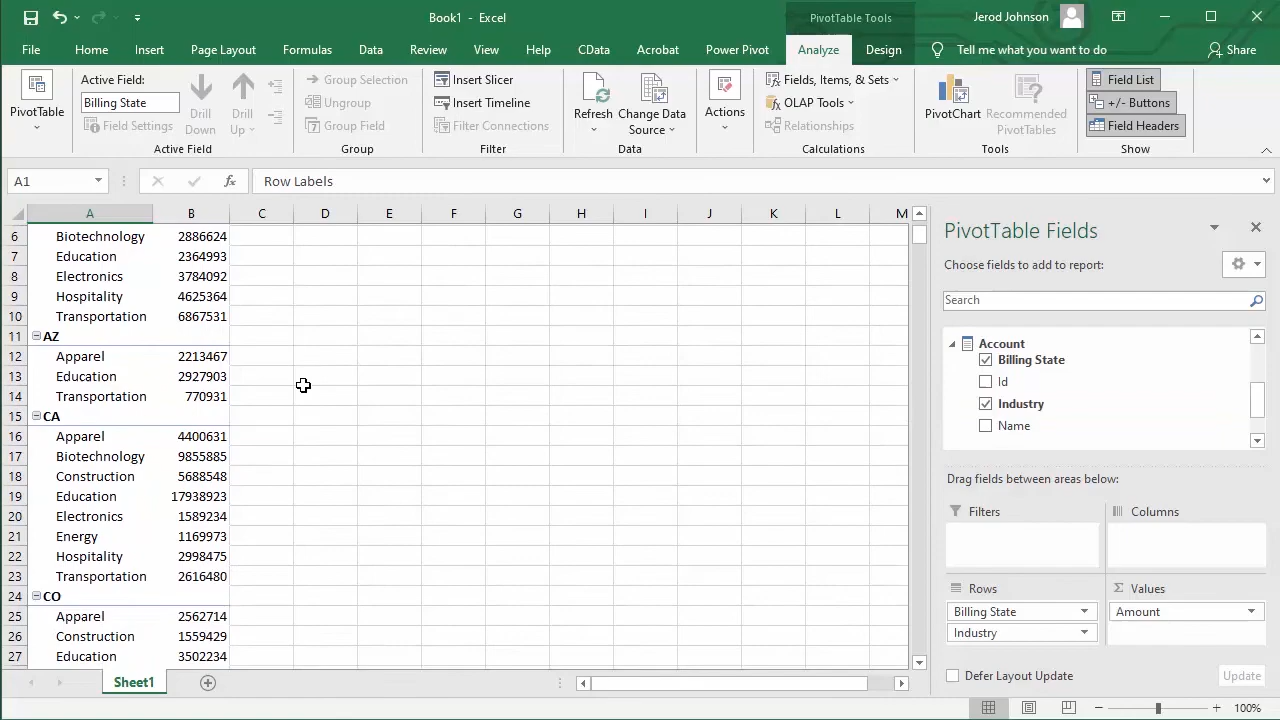 Book1 - Excel
PivotTable Tools
Jerod Johnson
File Home Insert Page Layout Formulas Data Review View Help CData Acrobat Power Pivot Analyze Design Tell me what you want to do Share
PivotTable
Active Field:
Billing State
Field Settings
Drill Down
Drill Up
Active Field
Group Selection
Ungroup
Group Field
Group
Insert Slicer
Insert Timeline
Filter Connections
Filter
Refresh
Change Data Source
Data
Actions
Fields, Items, & Sets
OLAP Tools
Relationships
Calculations
PivotChart
Recommended PivotTables
Tools
Field List
+/- Buttons
Field Headers
Show
A1 fx Row Labels
A B C D E F G H I J K L M
6 Biotechnology 2886624
7 Education 2364993
8 Electronics 3784092
9 Hospitality 4625364
10 Transportation 6867531
11 AZ
12 Apparel 2213467
13 Education 2927903
14 Transportation 770931
15 CA
16 Apparel 4400631
17 Biotechnology 9855885
18 Construction 5688548
19 Education 17938923
20 Electronics 1589234
21 Energy 1169973
22 Hospitality 2998475
23 Transportation 2616480
24 CO
25 Apparel 2562714
26 Construction 1559429
27 Education 3502234
Sheet1
PivotTable Fields
Choose fields to add to report:
Search
Account
Billing State
Id
Industry
Name
Drag fields between areas below:
Filters
Columns
Rows
Billing State
Industry
Σ Values
Amount
Defer Layout Update
Update
100%